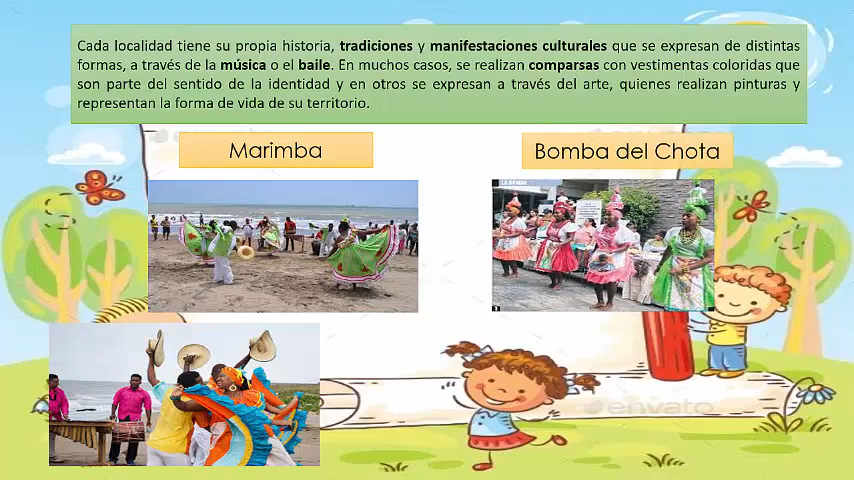 Cada localidad tiene su propia historia, tradiciones y manifestaciones culturales que se expresan de distintas
formas, a través de la música o el baile. En muchos casos, se realizan comparsas con vestimentas coloridas que
son parte del sentido de la identidad y en otros se expresan a través del arte, quienes realizan pinturas y
representan la forma de vida de su territorio.
Marimba
Bomba del Chota
LA BOMBA
envato